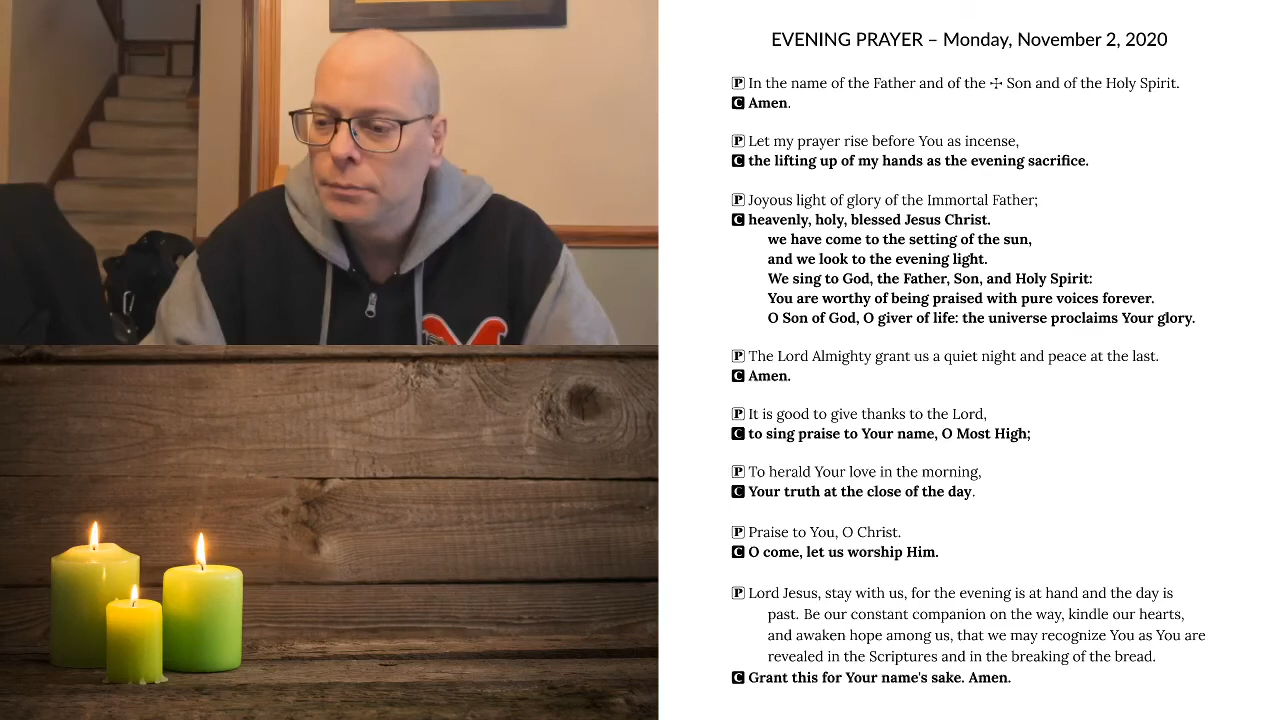 EVENING PRAYER – Monday, November 2, 2020
P In the name of the Father and of the ☩ Son and of the Holy Spirit.
C Amen.
P Let my prayer rise before You as incense,
C the lifting up of my hands as the evening sacrifice.
P Joyous light of glory of the Immortal Father;
C heavenly, holy, blessed Jesus Christ.
we have come to the setting of the sun,
and we look to the evening light.
We sing to God, the Father, Son, and Holy Spirit:
You are worthy of being praised with pure voices forever.
O Son of God, O giver of life: the universe proclaims Your glory.
P The Lord Almighty grant us a quiet night and peace at the last.
C Amen.
P It is good to give thanks to the Lord,
C to sing praise to Your name, O Most High;
P To herald Your love in the morning,
C Your truth at the close of the day.
P Praise to You, O Christ.
C O come, let us worship Him.
P Lord Jesus, stay with us, for the evening is at hand and the day is
past. Be our constant companion on the way, kindle our hearts,
and awaken hope among us, that we may recognize You as You are
revealed in the Scriptures and in the breaking of the bread.
C Grant this for Your name's sake. Amen.